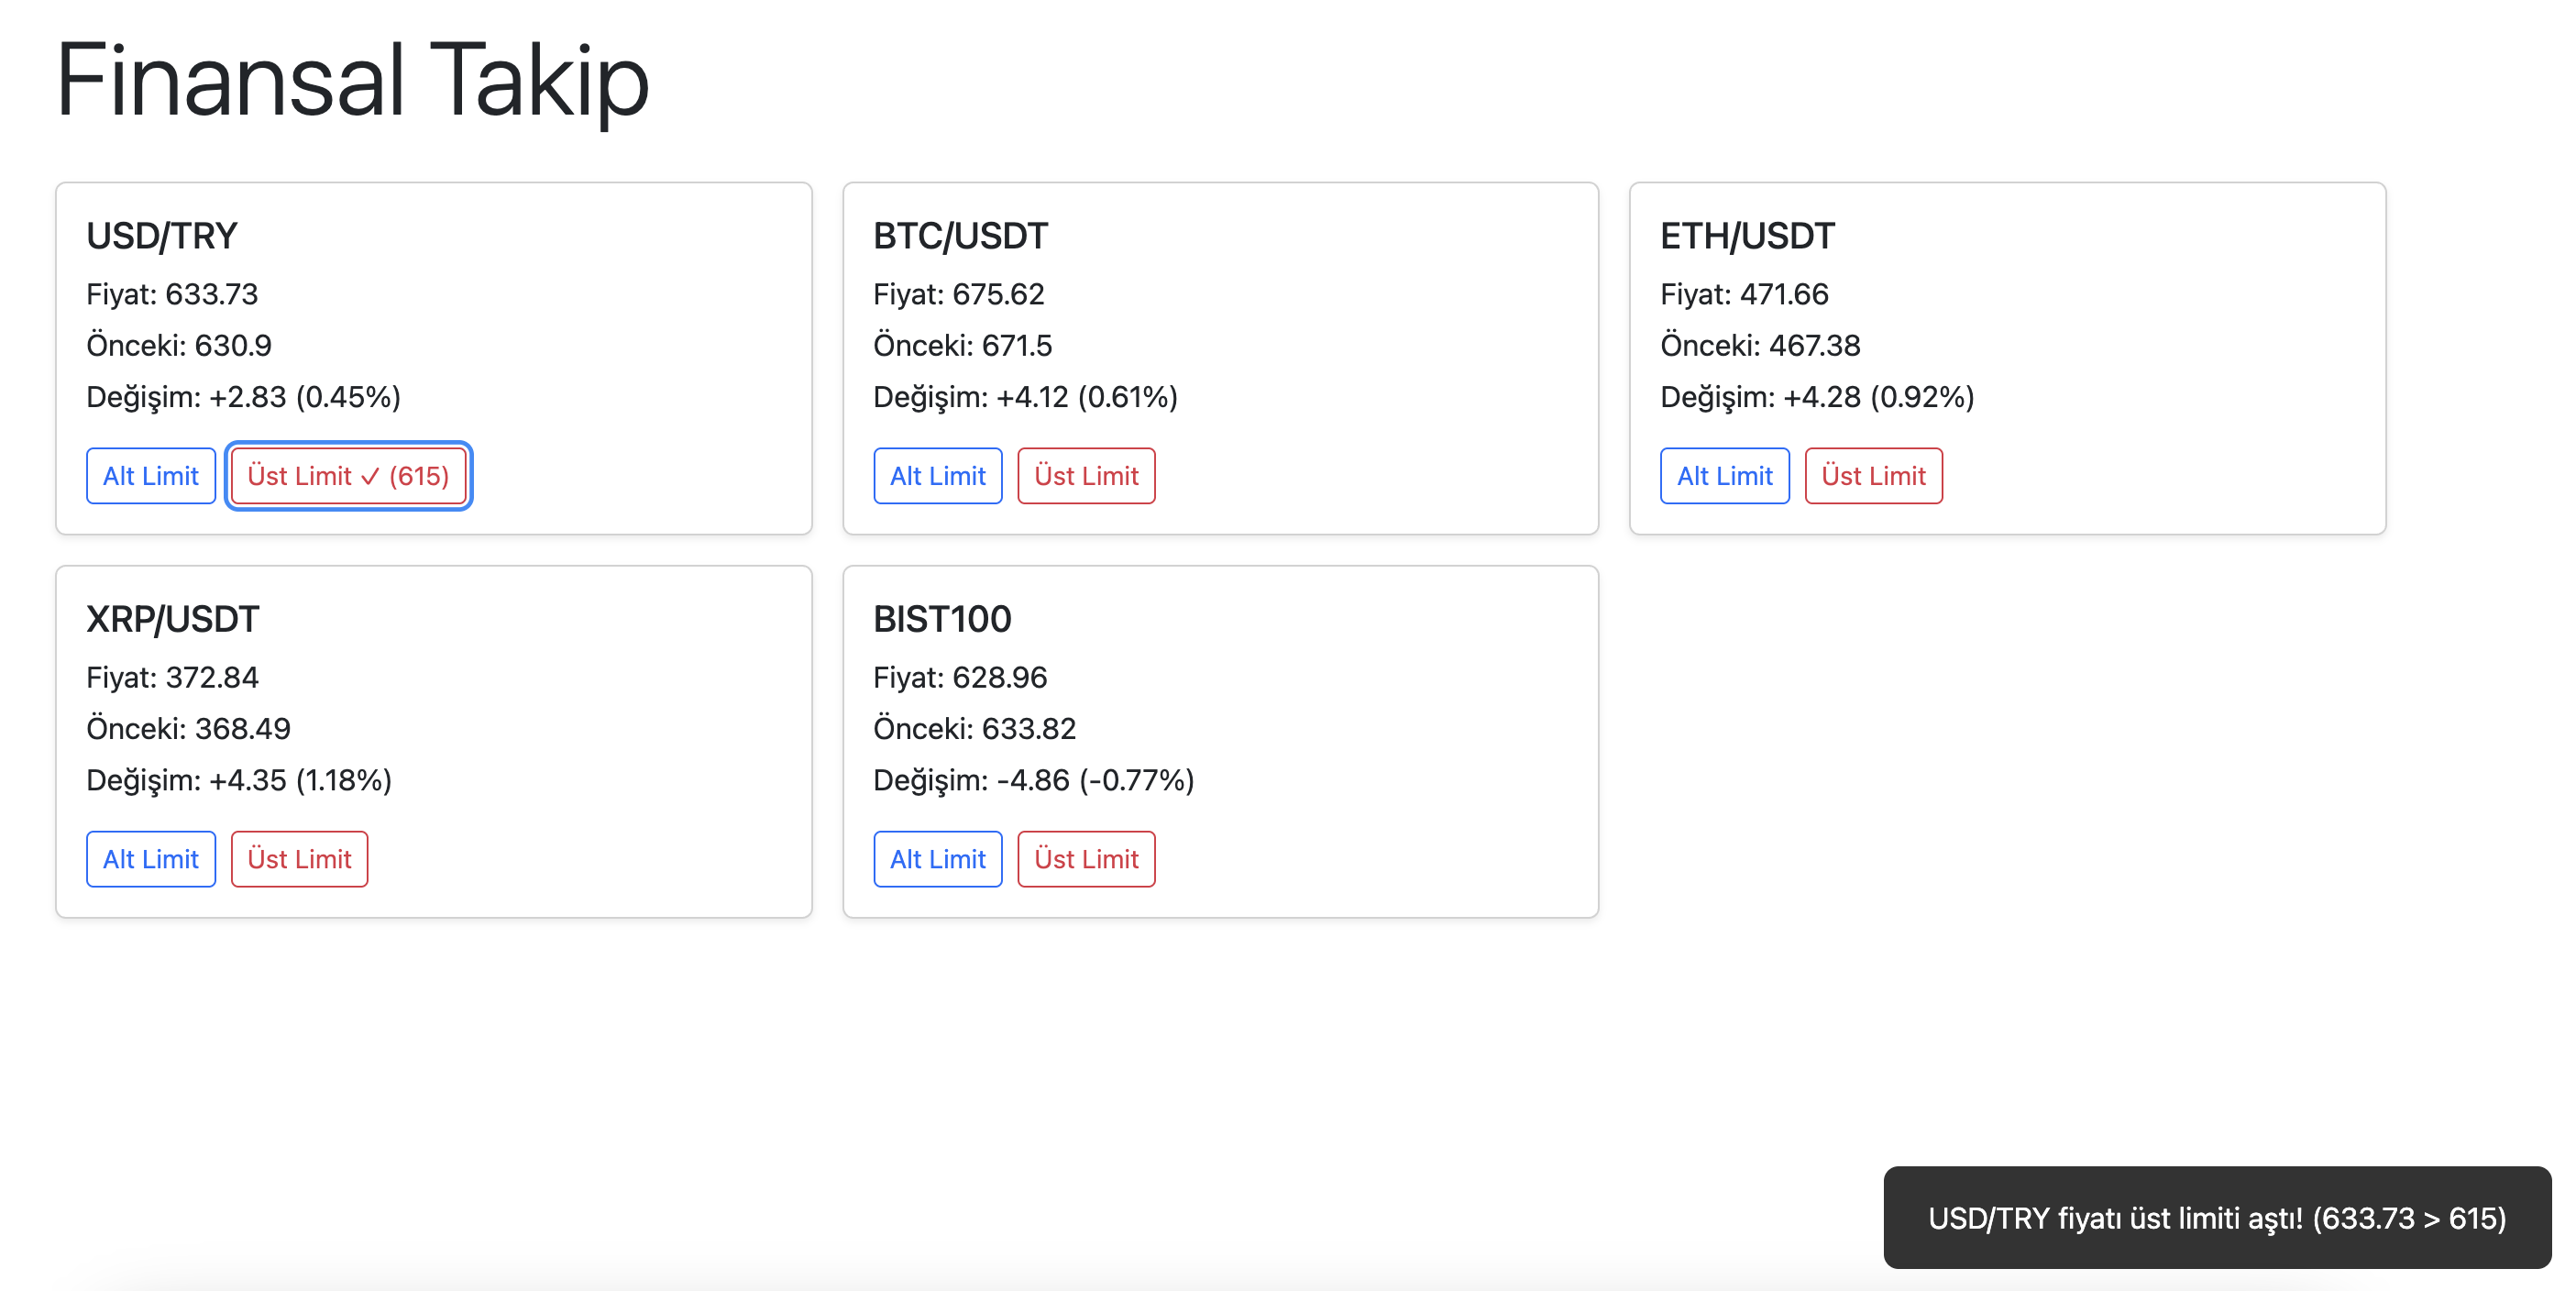 Finansal Takip
USD/TRY
Fiyat: 633.73
Önceki: 630.9
Değişim: +2.83 (0.45%)
Alt Limit
Üst Limit ✓ (615)
BTC/USDT
Fiyat: 675.62
Önceki: 671.5
Değişim: +4.12 (0.61%)
Alt Limit
Üst Limit
ETH/USDT
Fiyat: 471.66
Önceki: 467.38
Değişim: +4.28 (0.92%)
Alt Limit
Üst Limit
XRP/USDT
Fiyat: 372.84
Önceki: 368.49
Değişim: +4.35 (1.18%)
Alt Limit
Üst Limit
BIST100
Fiyat: 628.96
Önceki: 633.82
Değişim: -4.86 (-0.77%)
Alt Limit
Üst Limit
USD/TRY fiyatı üst limiti aştı! (633.73 > 615)